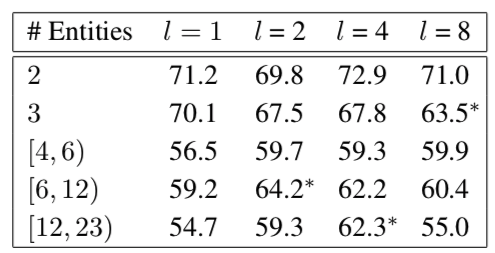 # Entities l = 1 l = 2 l = 4 l = 8
2 71.2 69.8 72.9 71.0
3 70.1 67.5 67.8 63.5*
[4, 6) 56.5 59.7 59.3 59.9
[6, 12) 59.2 64.2* 62.2 60.4
[12, 23) 54.7 59.3 62.3* 55.0